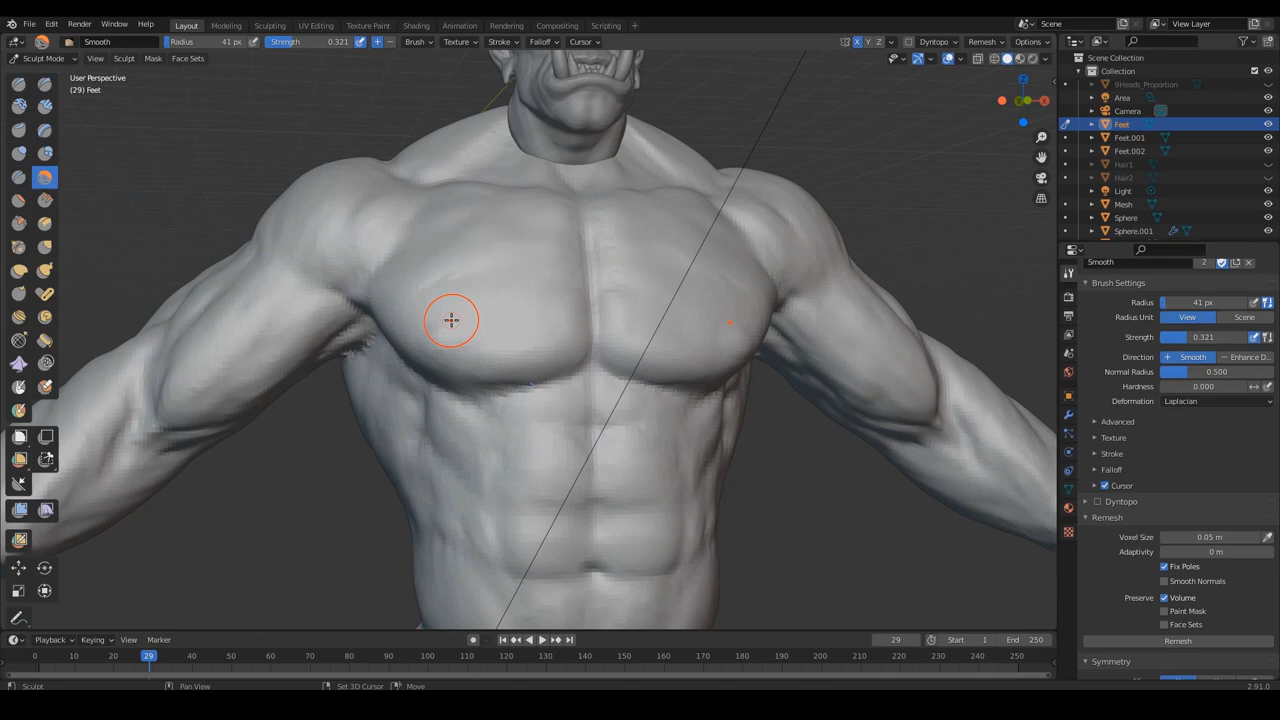 File Edit Render Window Help Layout Modeling Sculpting UV Editing Texture Paint Shading Animation Rendering Compositing Scripting + Scene View Layer
Smooth Radius 41 px Strength 0.321 Brush Texture Stroke Falloff Cursor X Y Z Dyntopo Remesh Options
Sculpt Mode View Sculpt Mask Face Sets
User Perspective
(29) Feet
Z
Y
X
Scene Collection
Collection
9Heads_Proportion
Area
Camera
Feet
Feet.001
Feet.002
Hair1
Hair2
Light
Mesh
Sphere
Sphere.001
Smooth 2
Brush Settings
Radius 41 px
Radius Unit View Scene
Strength 0.321
Direction + Smooth Enhance D...
Normal Radius 0.500
Hardness 0.000
Deformation Laplacian
Advanced
Texture
Stroke
Falloff
Cursor
Dyntopo
Remesh
Voxel Size 0.05 m
Adaptivity 0 m
Fix Poles
Smooth Normals
Preserve Volume
Paint Mask
Face Sets
Remesh
Symmetry
Playback Keying View Marker 29 Start 1 End 250
0 10 20 29 40 50 60 70 80 90 100 110 120 130 140 150 160 170 180 190 200 210 220 230 240 250
Sculpt Pan View Set 3D Cursor Move 2.91.0